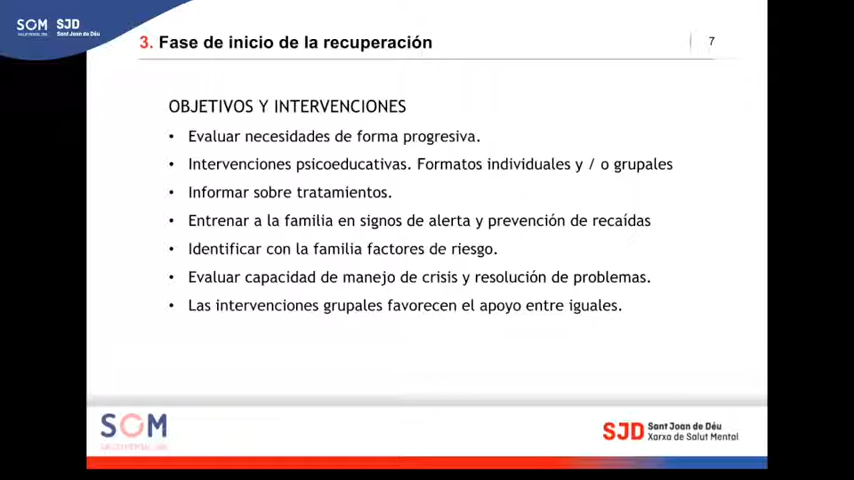 SOM SJD
Sant Joan de Déu
3. Fase de inicio de la recuperación
7
OBJETIVOS Y INTERVENCIONES
• Evaluar necesidades de forma progresiva.
• Intervenciones psicoeducativas. Formatos individuales y / o grupales
• Informar sobre tratamientos.
• Entrenar a la familia en signos de alerta y prevención de recaídas
• Identificar con la familia factores de riesgo.
• Evaluar capacidad de manejo de crisis y resolución de problemas.
• Las intervenciones grupales favorecen el apoyo entre iguales.
SOM
SJD Sant Joan de Déu
Xarxa de Salut Mental